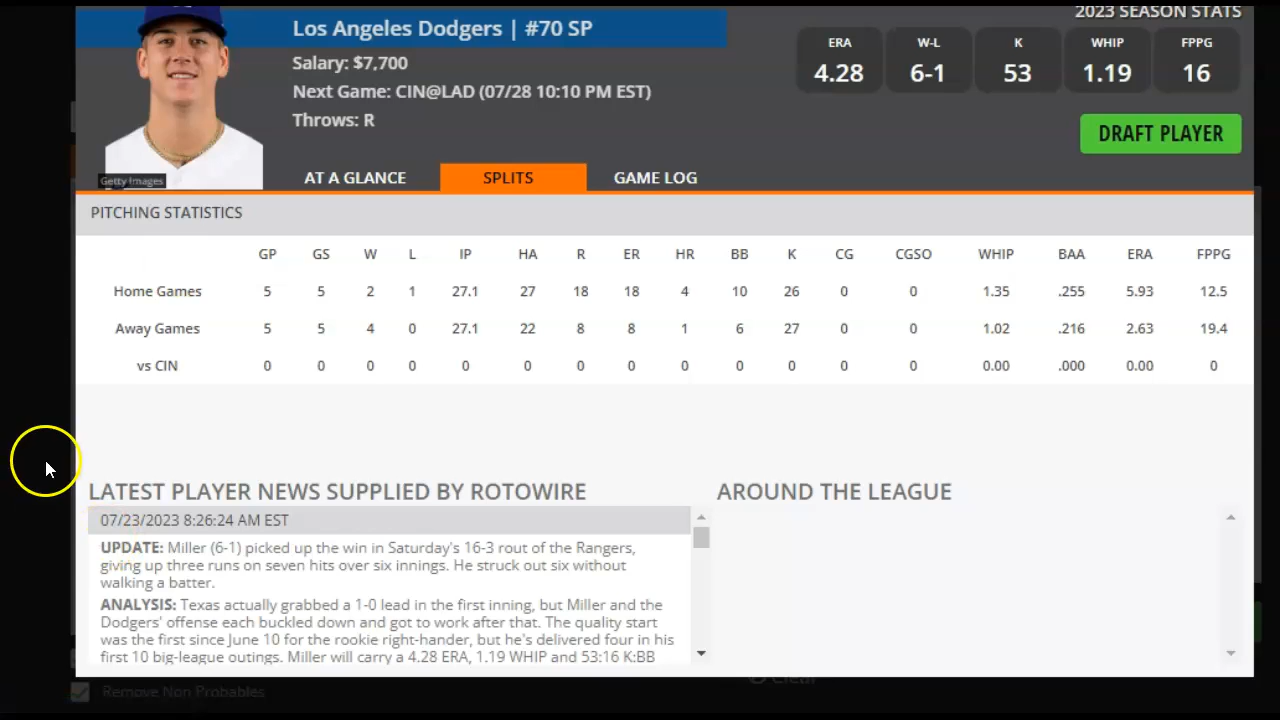 2023 SEASON STATS
Los Angeles Dodgers | #70 SP
Salary: $7,700
Next Game: CIN@LAD (07/28 10:10 PM EST)
Throws: R
ERA W-L K WHIP FPPG
4.28 6-1 53 1.19 16
DRAFT PLAYER
Getty Images
AT A GLANCE SPLITS GAME LOG
PITCHING STATISTICS
GP GS W L IP HA R ER HR BB K CG CGSO WHIP BAA ERA FPPG
Home Games 5 5 2 1 27.1 27 18 18 4 10 26 0 0 1.35 .255 5.93 12.5
Away Games 5 5 4 0 27.1 22 8 8 1 6 27 0 0 1.02 .216 2.63 19.4
vs CIN 0 0 0 0 0 0 0 0 0 0 0 0 0 0.00 .000 0.00 0
LATEST PLAYER NEWS SUPPLIED BY ROTOWIRE
07/23/2023 8:26:24 AM EST
UPDATE: Miller (6-1) picked up the win in Saturday's 16-3 rout of the Rangers,
giving up three runs on seven hits over six innings. He struck out six without
walking a batter.
ANALYSIS: Texas actually grabbed a 1-0 lead in the first inning, but Miller and the
Dodgers' offense each buckled down and got to work after that. The quality start
was the first since June 10 for the rookie right-hander, but he's delivered four in his
first 10 big-league outings. Miller will carry a 4.28 ERA, 1.19 WHIP and 53:16 K:BB
AROUND THE LEAGUE
Remove Non Probables
Clear